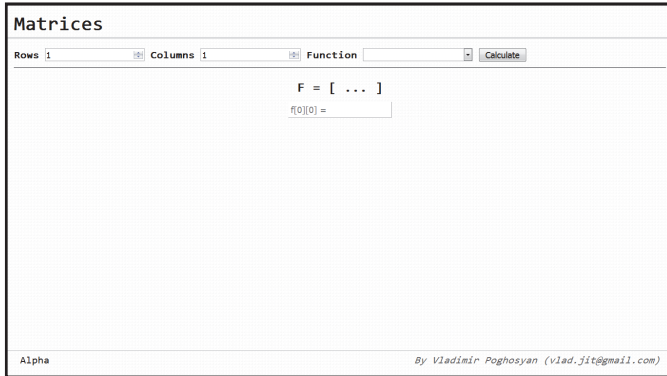 Matrices
Rows 1 Columns 1 Function Calculate
F = [ ... ]
f[0][0] =
Alpha By Vladimir Poghosyan (vlad.jit@gmail.com)